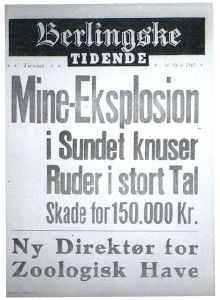 Berlingske
TIDENDE
Tirsdag
Mine-Eksplosion
i Sundet knuser
Ruder i stort Tal
Skade for 150.000 Kr.
Ny Direktør for
Zoologisk Have